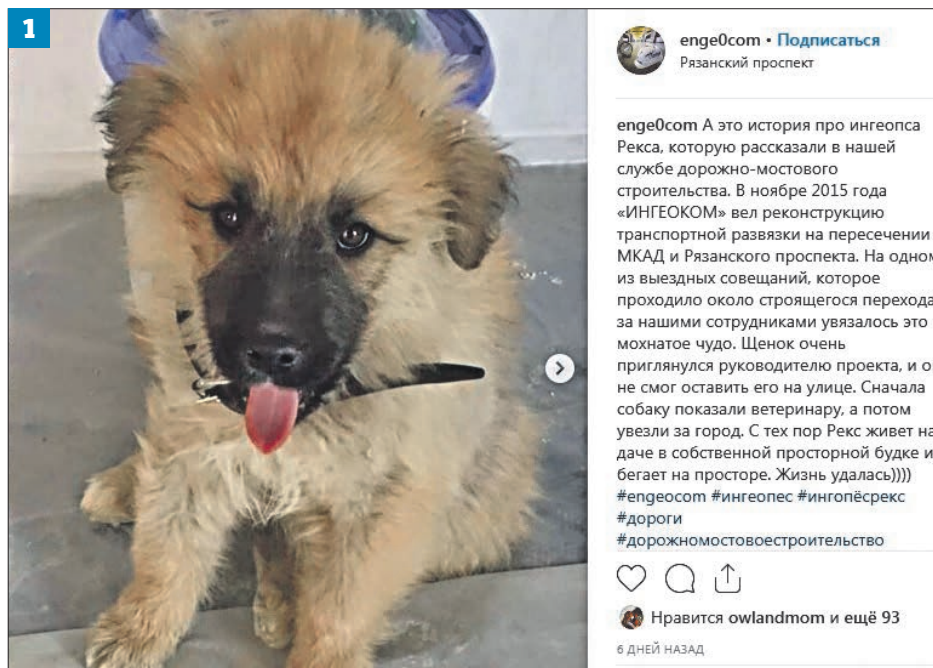 1
enge0com • Подписаться
Рязанский проспект
enge0com А это история про ингеопса
Рекса, которую рассказали в нашей
службе дорожно-мостового
строительства. В ноябре 2015 года
«ИНГЕОКОМ» вел реконструкцию
транспортной развязки на пересечении
МКАД и Рязанского проспекта. На одном
из выездных совещаний, которое
проходило около строящегося перехода
за нашими сотрудниками увязалось это
мохнатое чудо. Щенок очень
приглянулся руководителю проекта, и о
не смог оставить его на улице. Сначала
собаку показали ветеринару, а потом
увезли за город. С тех пор Рекс живет на
даче в собственной просторной будке и
бегает на просторе. Жизнь удалась))))
#engeocom #ингеопес #ингопёсрекс
#дороги
#дорожномостовоестроительство
Нравится owlandmom и ещё 93
6 ДНЕЙ НАЗАД